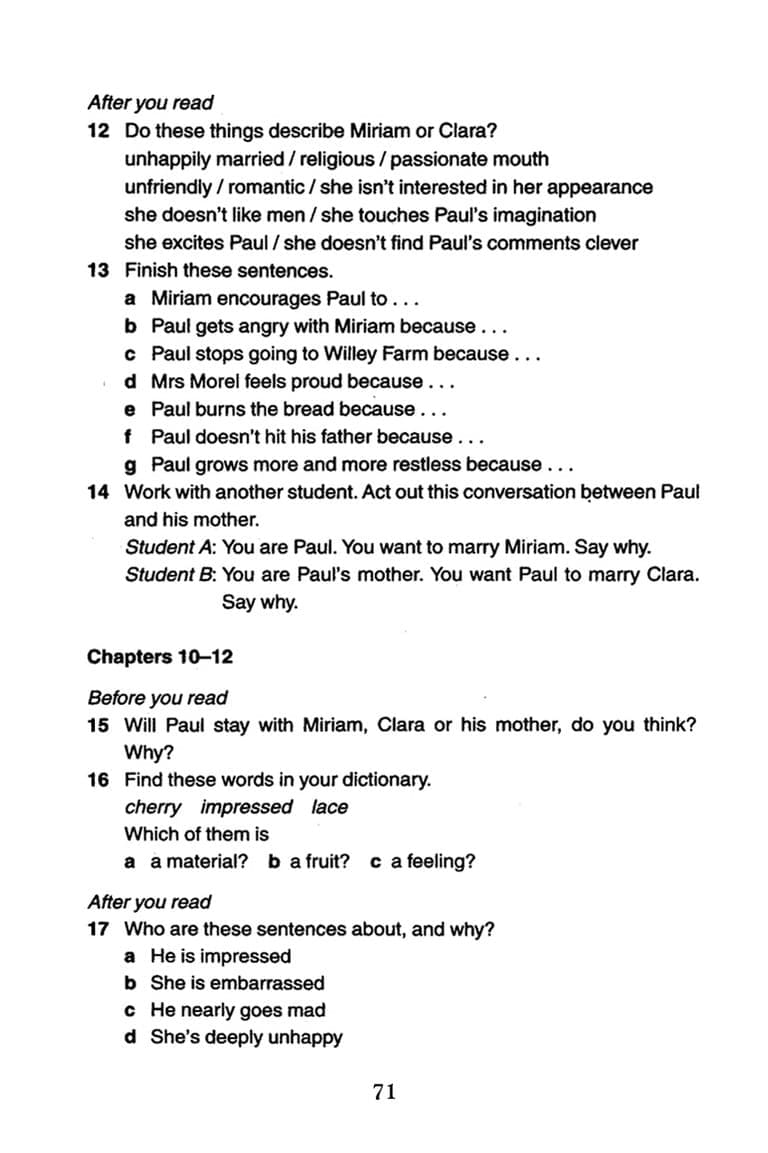 After you read
12 Do these things describe Miriam or Clara?
unhappily married / religious / passionate mouth
unfriendly / romantic / she isn't interested in her appearance
she doesn't like men / she touches Paul's imagination
she excites Paul / she doesn't find Paul's comments clever
13 Finish these sentences.
a Miriam encourages Paul to . . .
b Paul gets angry with Miriam because . . .
c Paul stops going to Willey Farm because . . .
d Mrs Morel feels proud because . . .
e Paul burns the bread because . . .
f Paul doesn't hit his father because . . .
g Paul grows more and more restless because . . .
14 Work with another student. Act out this conversation between Paul
and his mother.
Student A: You are Paul. You want to marry Miriam. Say why.
Student B: You are Paul's mother. You want Paul to marry Clara.
Say why.
Chapters 10–12
Before you read
15 Will Paul stay with Miriam, Clara or his mother, do you think?
Why?
16 Find these words in your dictionary.
cherry impressed lace
Which of them is
a a material? b a fruit? c a feeling?
After you read
17 Who are these sentences about, and why?
a He is impressed
b She is embarrassed
c He nearly goes mad
d She's deeply unhappy
71